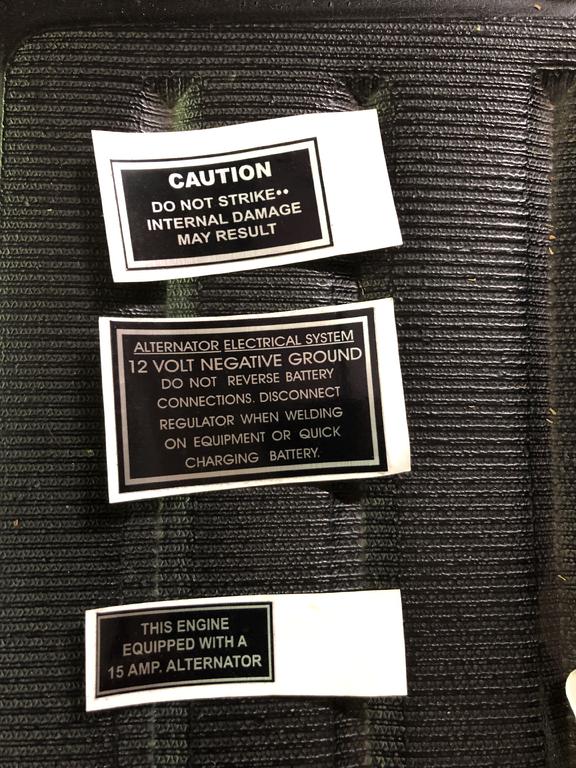 CAUTION
DO NOT STRIKE••
INTERNAL DAMAGE
MAY RESULT
ALTERNATOR ELECTRICAL SYSTEM
12 VOLT NEGATIVE GROUND
DO NOT REVERSE BATTERY
CONNECTIONS. DISCONNECT
REGULATOR WHEN WELDING
ON EQUIPMENT OR QUICK
CHARGING BATTERY.
THIS ENGINE
EQUIPPED WITH A
15 AMP. ALTERNATOR